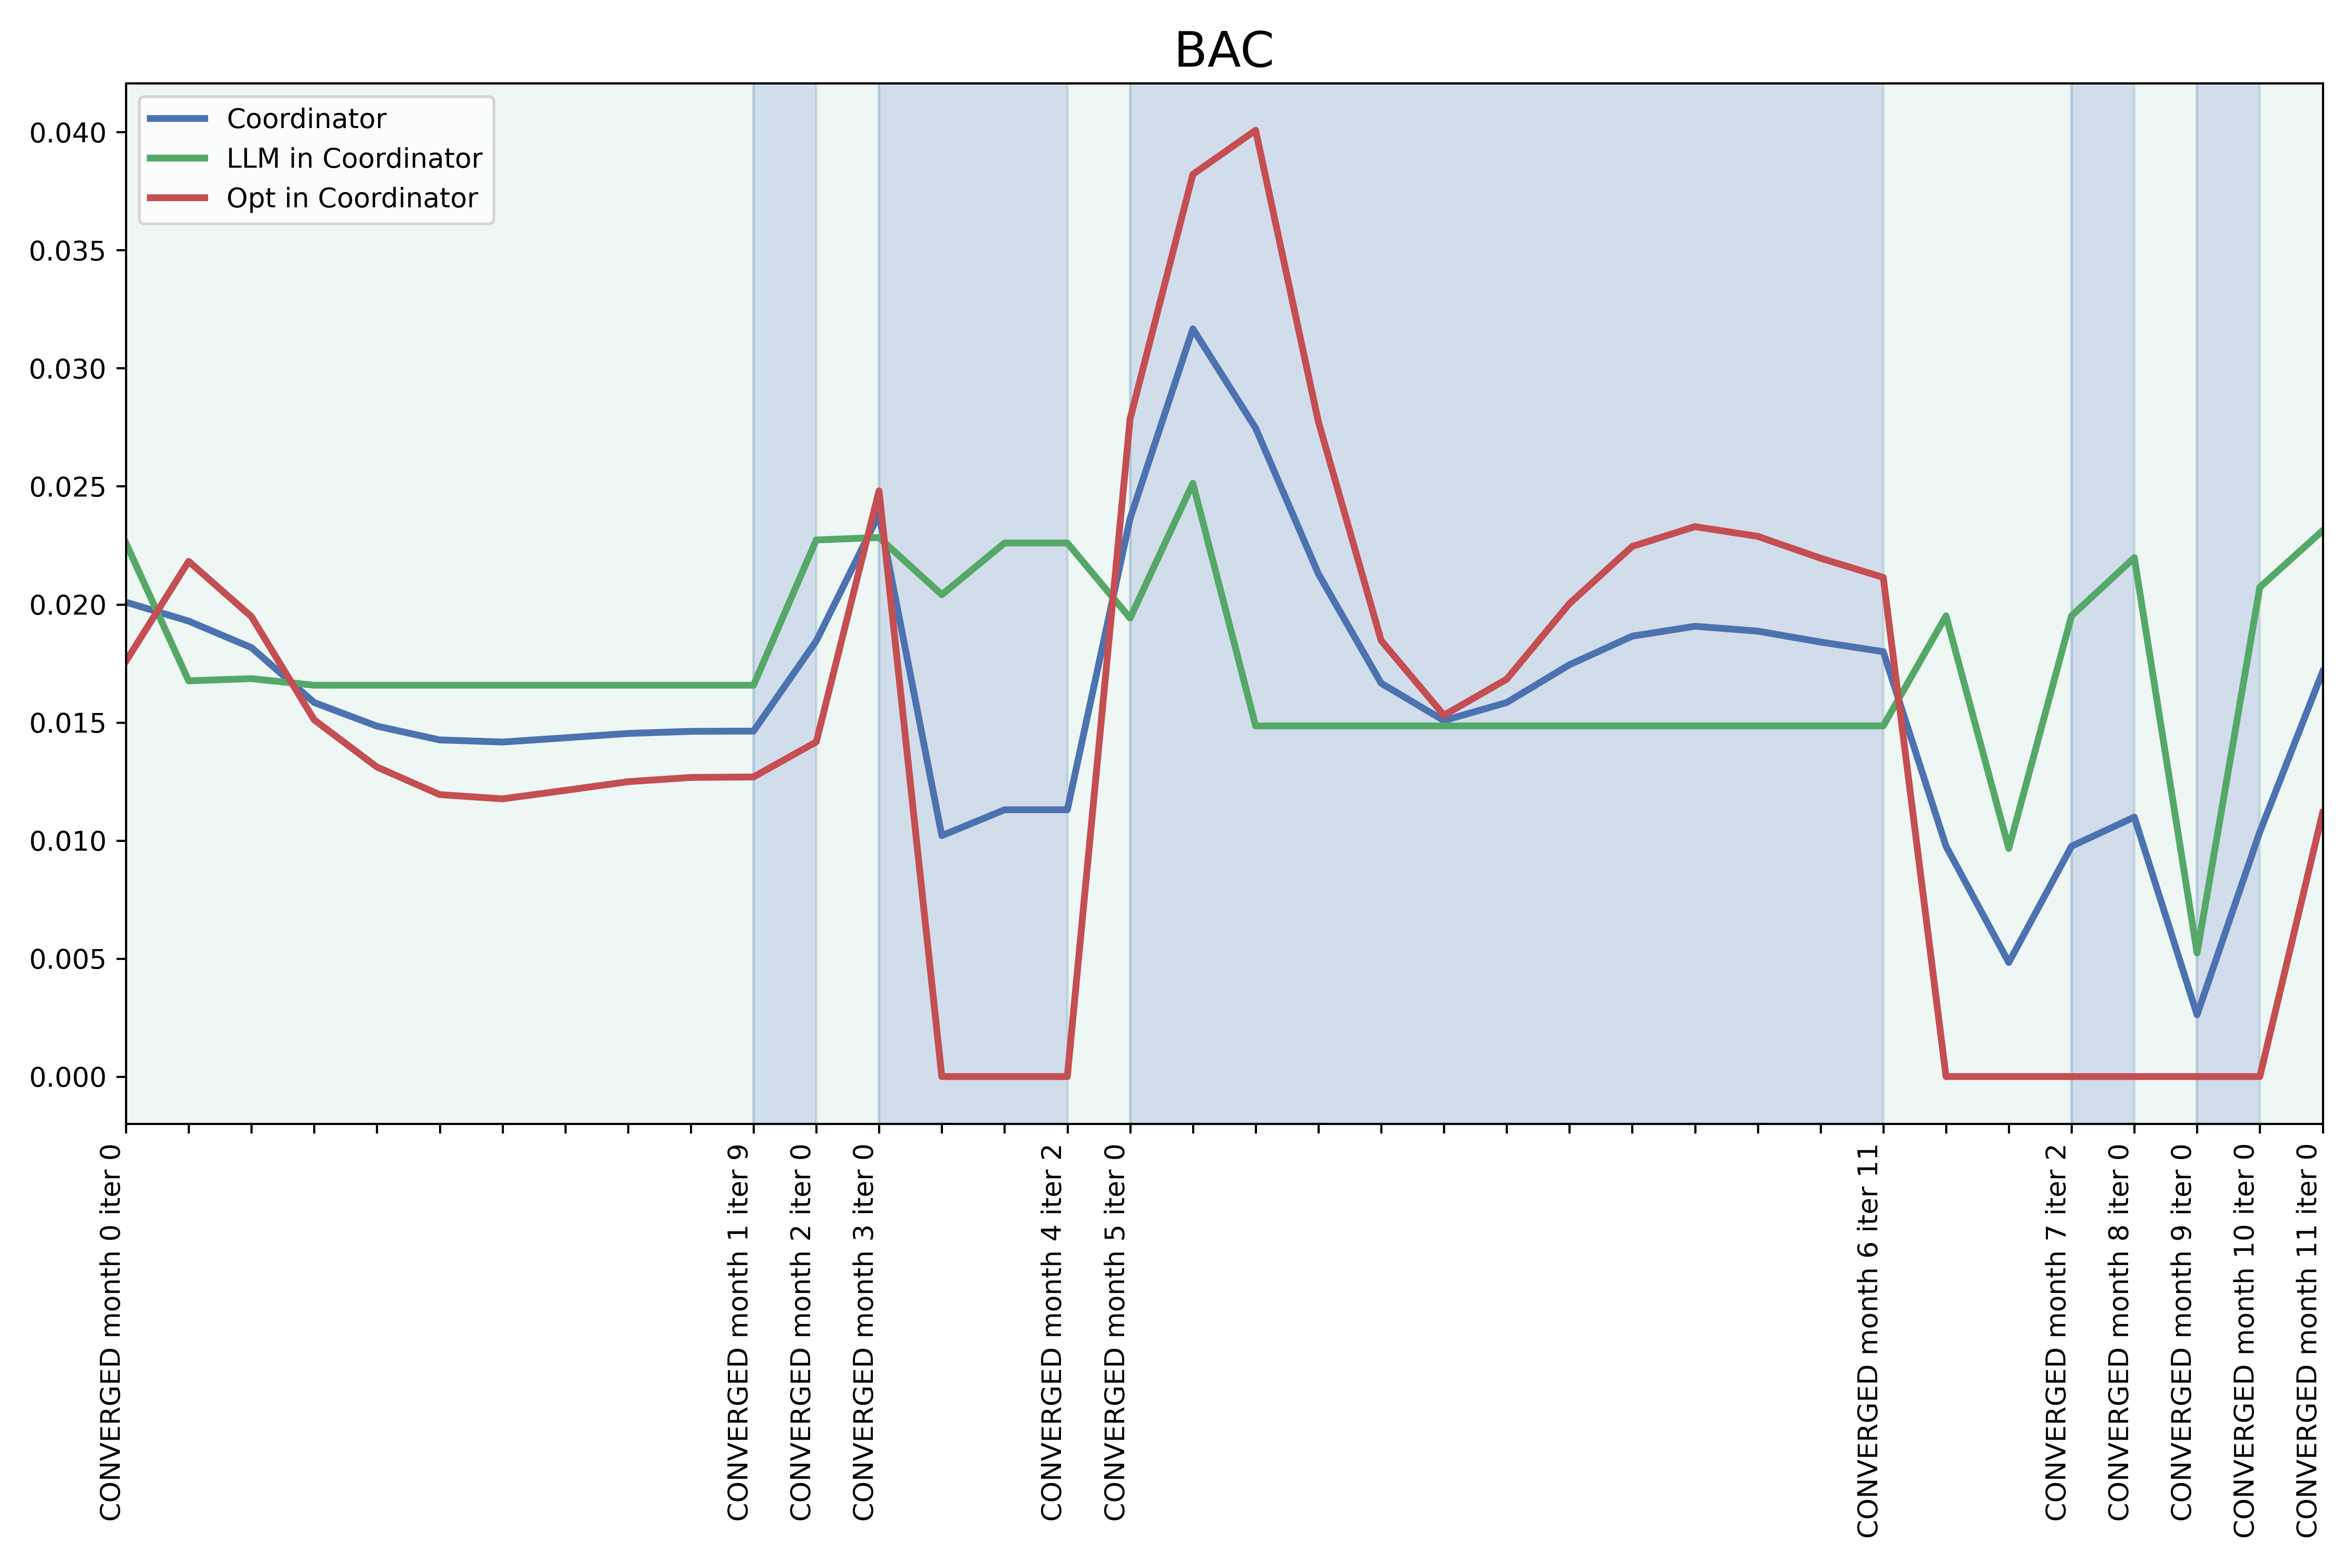 BAC
Coordinator
LLM in Coordinator
Opt in Coordinator
0.040
0.035
0.030
0.025
0.020
0.015
0.010
0.005
0.000
CONVERGED month 0 iter 0
CONVERGED month 1 iter 9
CONVERGED month 2 iter 0
CONVERGED month 3 iter 0
CONVERGED month 4 iter 2
CONVERGED month 5 iter 0
CONVERGED month 6 iter 11
CONVERGED month 7 iter 2
CONVERGED month 8 iter 0
CONVERGED month 9 iter 0
CONVERGED month 10 iter 0
CONVERGED month 11 iter 0